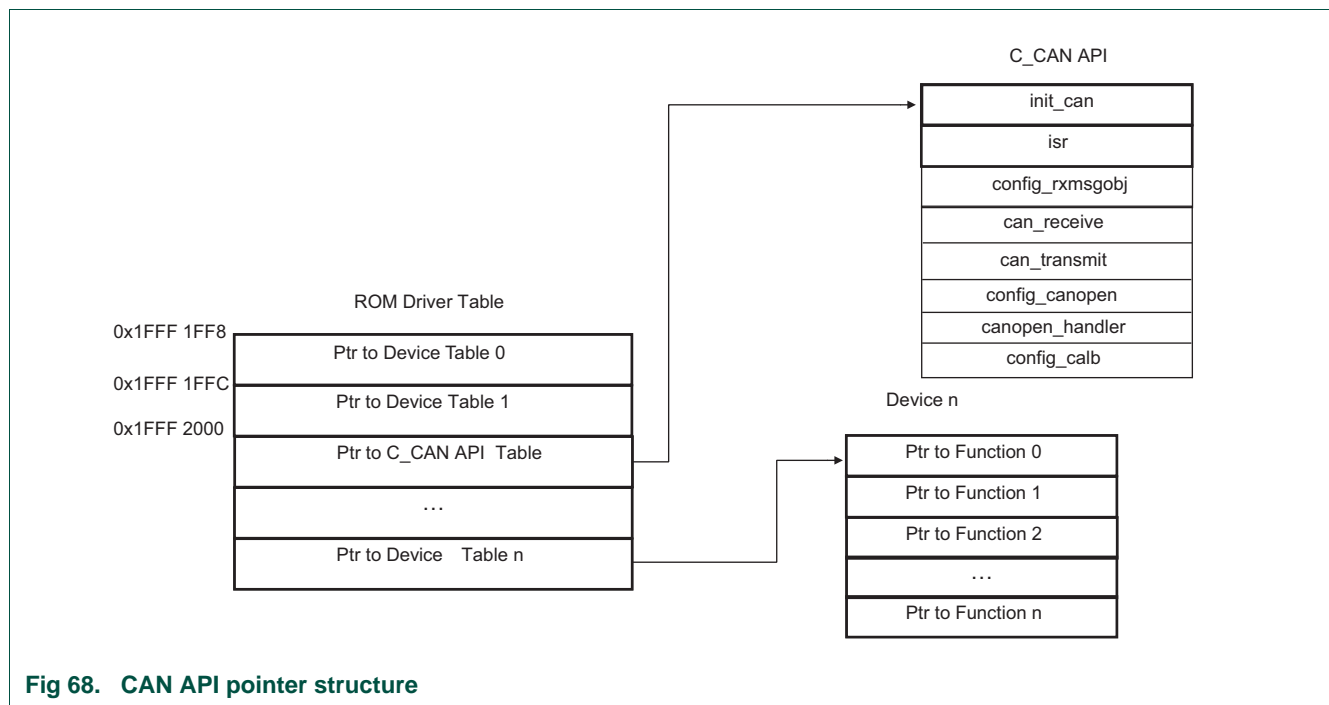 C_CAN API
init_can
isr
config_rxmsgobj
can_receive
can_transmit
config_canopen
canopen_handler
config_calb
ROM Driver Table
0x1FFF 1FF8
Ptr to Device Table 0
0x1FFF 1FFC
Ptr to Device Table 1
0x1FFF 2000
Ptr to C_CAN API Table
…
Ptr to Device Table n
Device n
Ptr to Function 0
Ptr to Function 1
Ptr to Function 2
…
Ptr to Function n
Fig 68. CAN API pointer structure